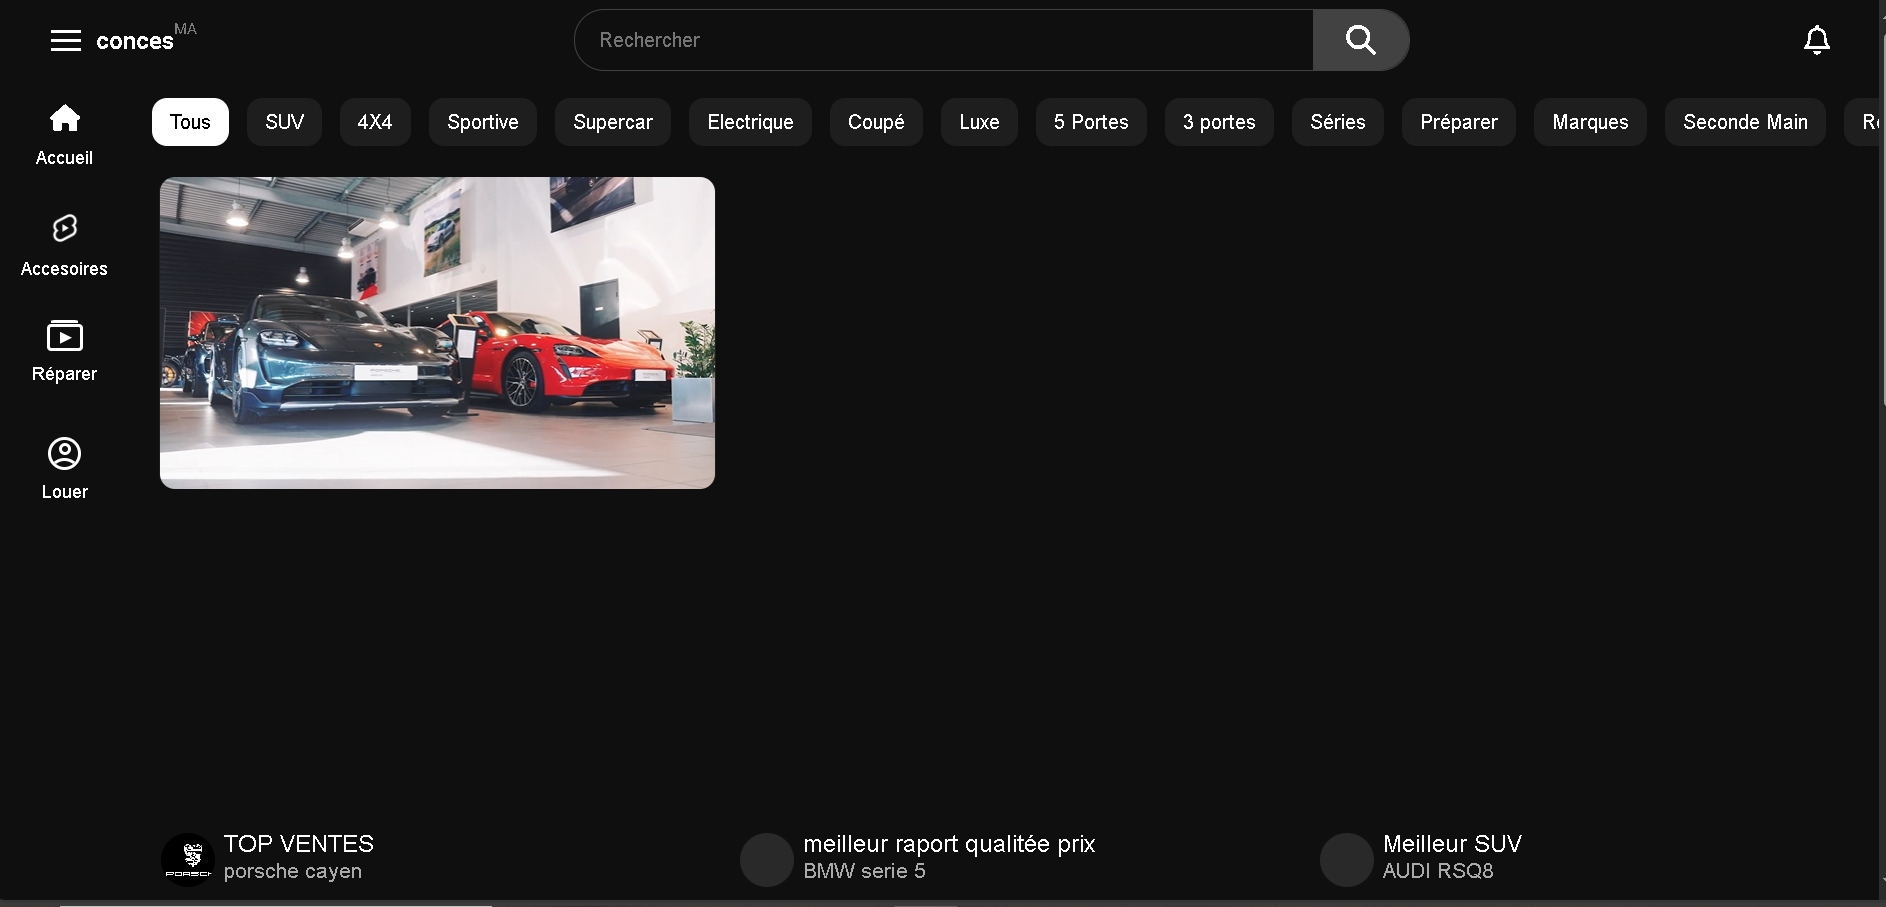 conces MA
Rechercher
Tous
SUV
4X4
Sportive
Supercar
Electrique
Coupé
Luxe
5 Portes
3 portes
Séries
Préparer
Marques
Seconde Main
Accueil
Accesoires
Réparer
Louer
PORSCHE
TOP VENTES
porsche cayen
meilleur raport qualitée prix
BMW serie 5
Meilleur SUV
AUDI RSQ8